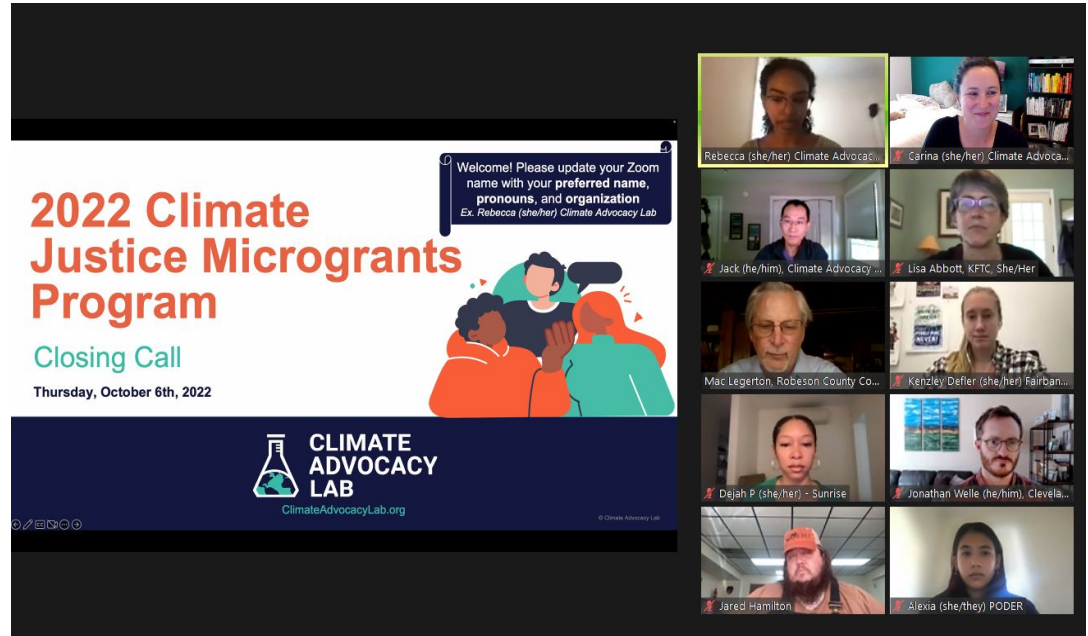 Welcome! Please update your Zoom
name with your preferred name,
pronouns, and organization
Ex. Rebecca (she/her) Climate Advocacy Lab
2022 Climate
Justice Microgrants
Program
Closing Call
Thursday, October 6th, 2022
CLIMATE
ADVOCACY
LAB
ClimateAdvocacyLab.org
© Climate Advocacy Lab
Rebecca (she/her) Climate Advocac...
Carina (she/her) Climate Advoca...
Jack (he/him), Climate Advocacy ...
Lisa Abbott, KFTC, She/Her
Mac Legerton, Robeson County Co...
Kenzley Defler (she/her) Fairban...
Dejah P (she/her) - Sunrise
Jonathan Welle (he/him), Clevela...
Jared Hamilton
Alexia (she/they) PODER